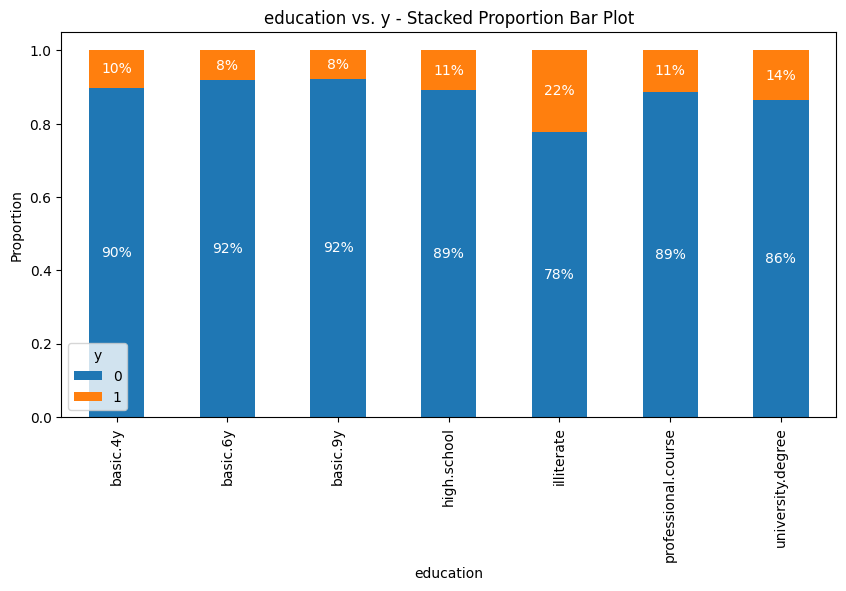 education vs. y - Stacked Proportion Bar Plot
Proportion
1.0
0.8
0.6
0.4
0.2
0.0
10%
8%
8%
11%
22%
11%
14%
90%
92%
92%
89%
78%
89%
86%
y
0
1
basic.4y
basic.6y
basic.9y
high.school
illiterate
professional.course
university.degree
education